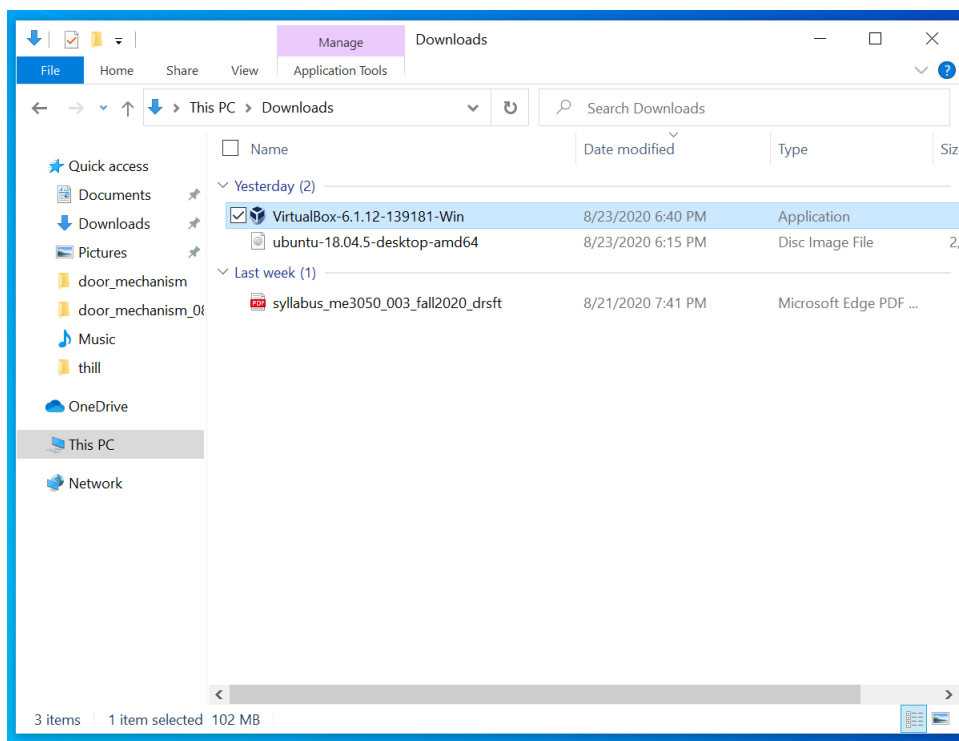 Manage Downloads
File Home Share View Application Tools
This PC > Downloads Search Downloads
Name Date modified Type Siz
Quick access
Documents
Downloads
Pictures
door_mechanism
door_mechanism_08
Music
thill
OneDrive
This PC
Network
Yesterday (2)
VirtualBox-6.1.12-139181-Win 8/23/2020 6:40 PM Application
ubuntu-18.04.5-desktop-amd64 8/23/2020 6:15 PM Disc Image File 2,
Last week (1)
PDF syllabus_me3050_003_fall2020_drsft 8/21/2020 7:41 PM Microsoft Edge PDF ...
3 items 1 item selected 102 MB